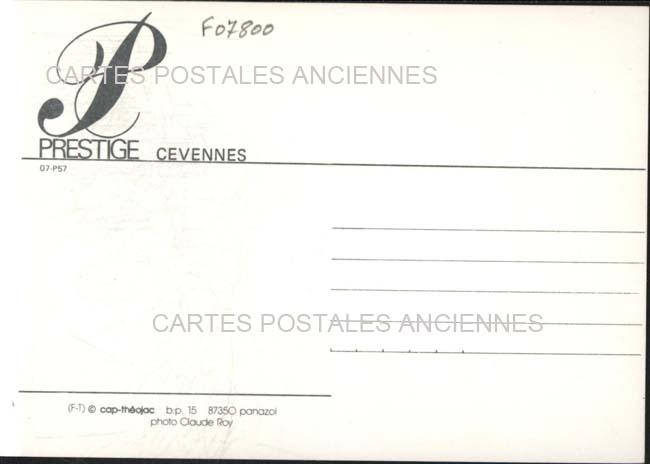 F07800
CARTES POSTALES ANCIENNES
PRESTIGE CEVENNES
07-P57
CARTES POSTALES ANCIENNES
(F-T) © cap-théojac b.p. 15 87350 panazol
photo Claude Roy